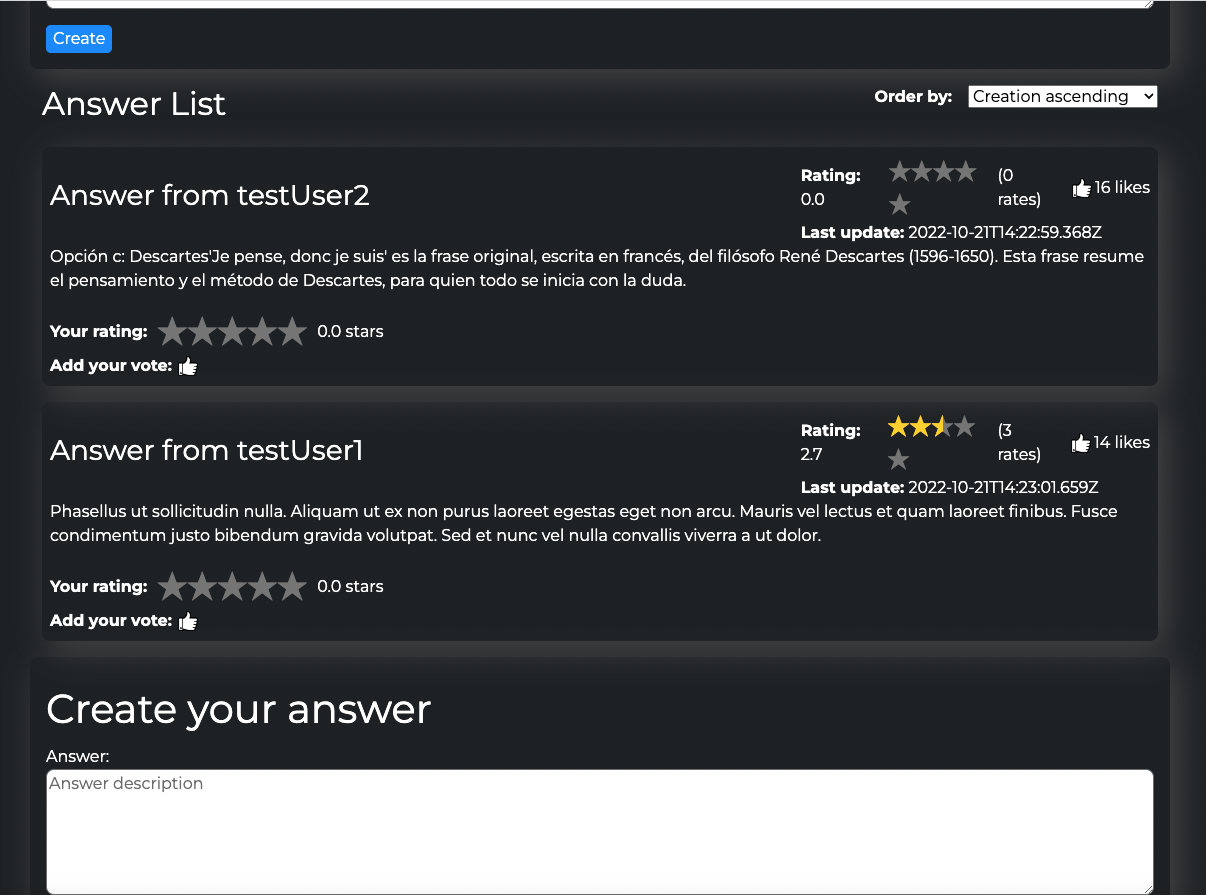 Create
Answer List
Order by: Creation ascending
Answer from testUser2
Rating: (0
0.0 rates)
16 likes
Last update: 2022-10-21T14:22:59.368Z
Opción c: Descartes'Je pense, donc je suis' es la frase original, escrita en francés, del filósofo René Descartes (1596-1650). Esta frase resume
el pensamiento y el método de Descartes, para quien todo se inicia con la duda.
Your rating: 0.0 stars
Add your vote:
Answer from testUser1
Rating: (3
2.7 rates)
14 likes
Last update: 2022-10-21T14:23:01.659Z
Phasellus ut sollicitudin nulla. Aliquam ut ex non purus laoreet egestas eget non arcu. Mauris vel lectus et quam laoreet finibus. Fusce
condimentum justo bibendum gravida volutpat. Sed et nunc vel nulla convallis viverra a ut dolor.
Your rating: 0.0 stars
Add your vote:
Create your answer
Answer:
Answer description